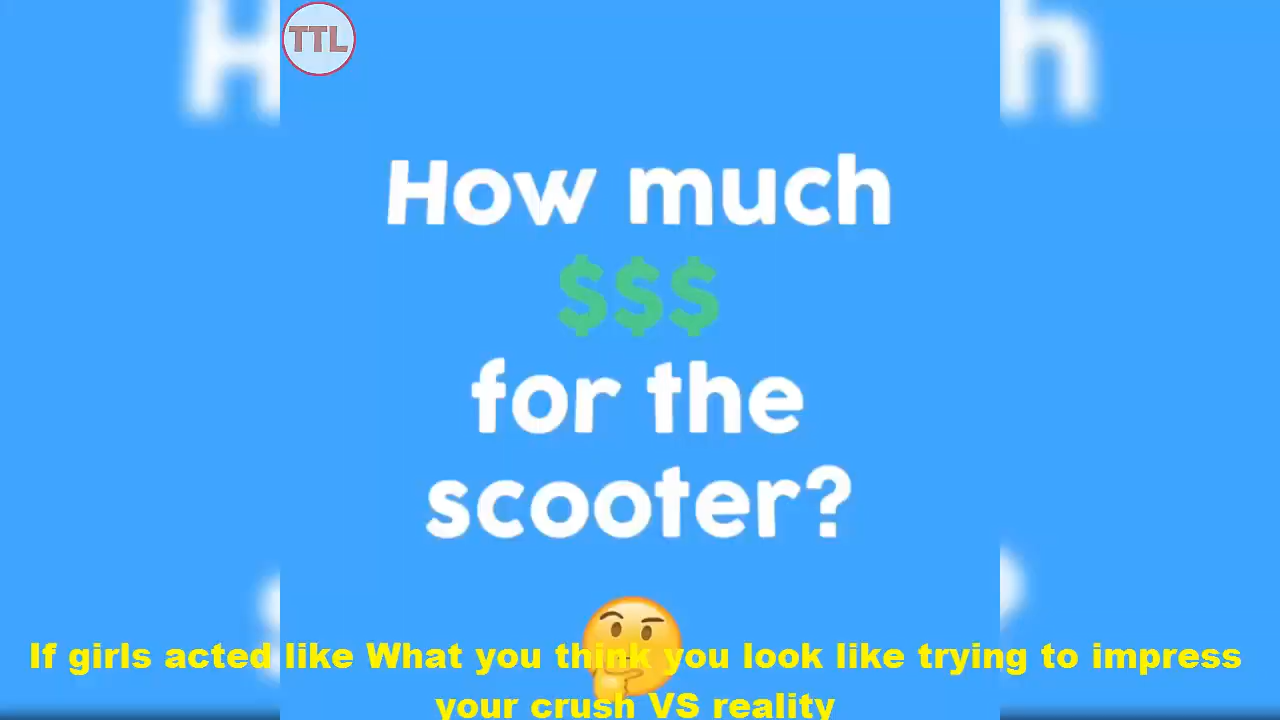 TTL
How much
$$$
for the
scooter?
If girls acted like What you think you look like trying to impress
your crush VS reality